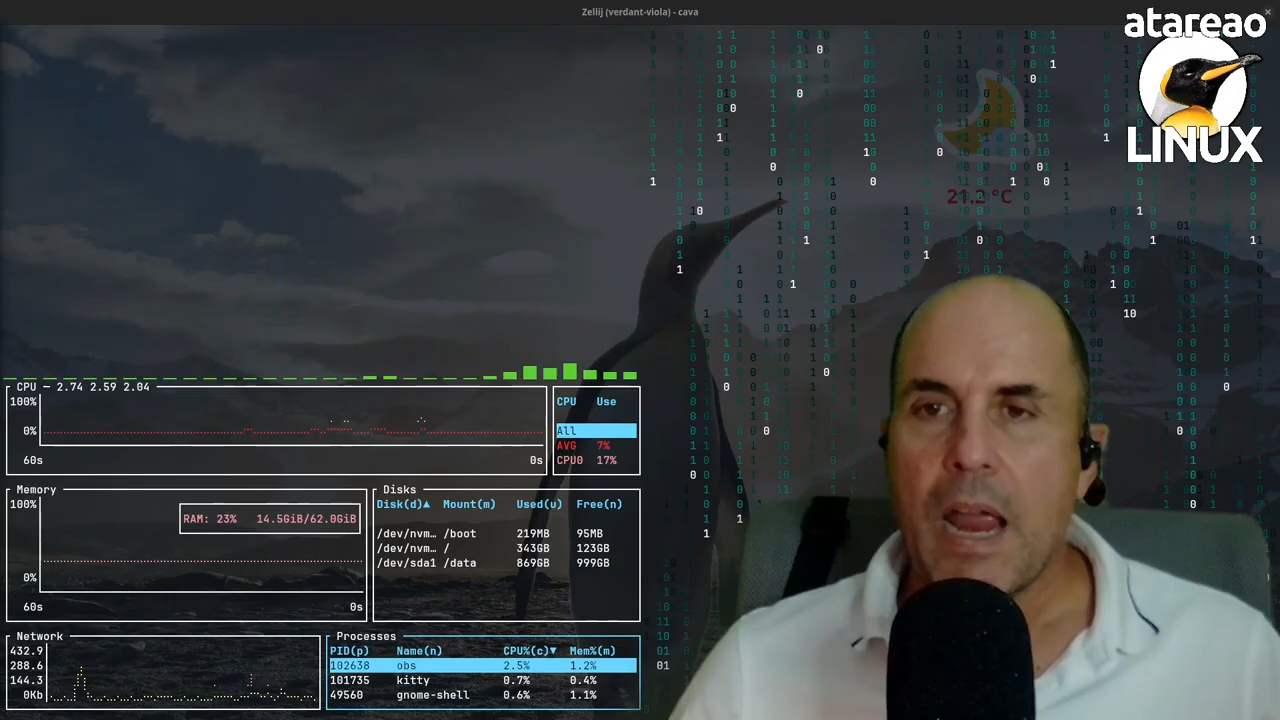 Zellij (verdant-viola) - cava
atareao
LINUX
21.2 °C
CPU — 2.74 2.59 2.04
100%
0%
60s 0s
CPU Use
All
AVG 7%
CPU0 17%
Memory
100%
RAM: 23% 14.5GiB/62.0GiB
0%
60s 0s
Disks
Disk(d)▲ Mount(m) Used(u) Free(n)
/dev/nvm… /boot 219MB 95MB
/dev/nvm… / 343GB 123GB
/dev/sda1 /data 869GB 999GB
Network
432.9
288.6
144.3
0Kb
Processes
PID(p) Name(n) CPU%(c)▼ Mem%(m)
102638 obs 2.5% 1.2%
101735 kitty 0.7% 0.4%
49560 gnome-shell 0.6% 1.1%